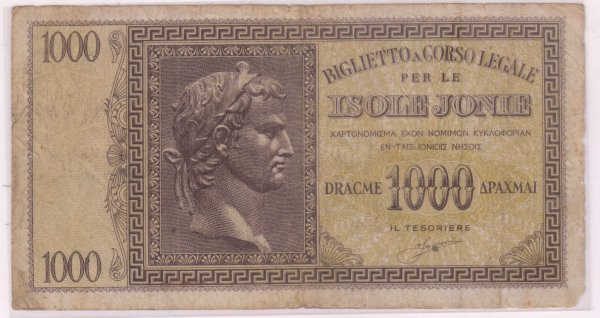 1000
BIGLIETTO A CORSO LEGALE
PER LE
ISOLE JONIE
ΧΑΡΤΟΝΟΜΙΣΜΑ ΕΧΟΝ ΝΟΜΙΜΟΝ ΚΥΚΛΟΦΟΡΙΑΝ
ΕΝ ΤΑΙΣ ΙΟΝΙΟΙΣ ΝΗΣΟΙΣ
DRACME 1000 ΔΡΑΧΜΑΙ
IL TESORIERE
1000